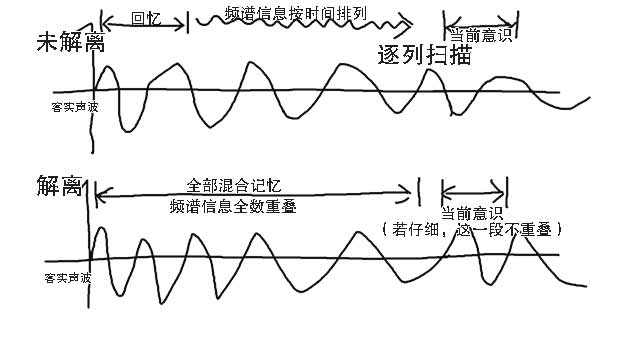 回忆
频谱信息按时间排列
未解离
当前意识
逐列扫描
客实声波
解离
全部混合记忆
频谱信息全数重叠
当前意识
（若仔细，这一段不重叠）
客实声波